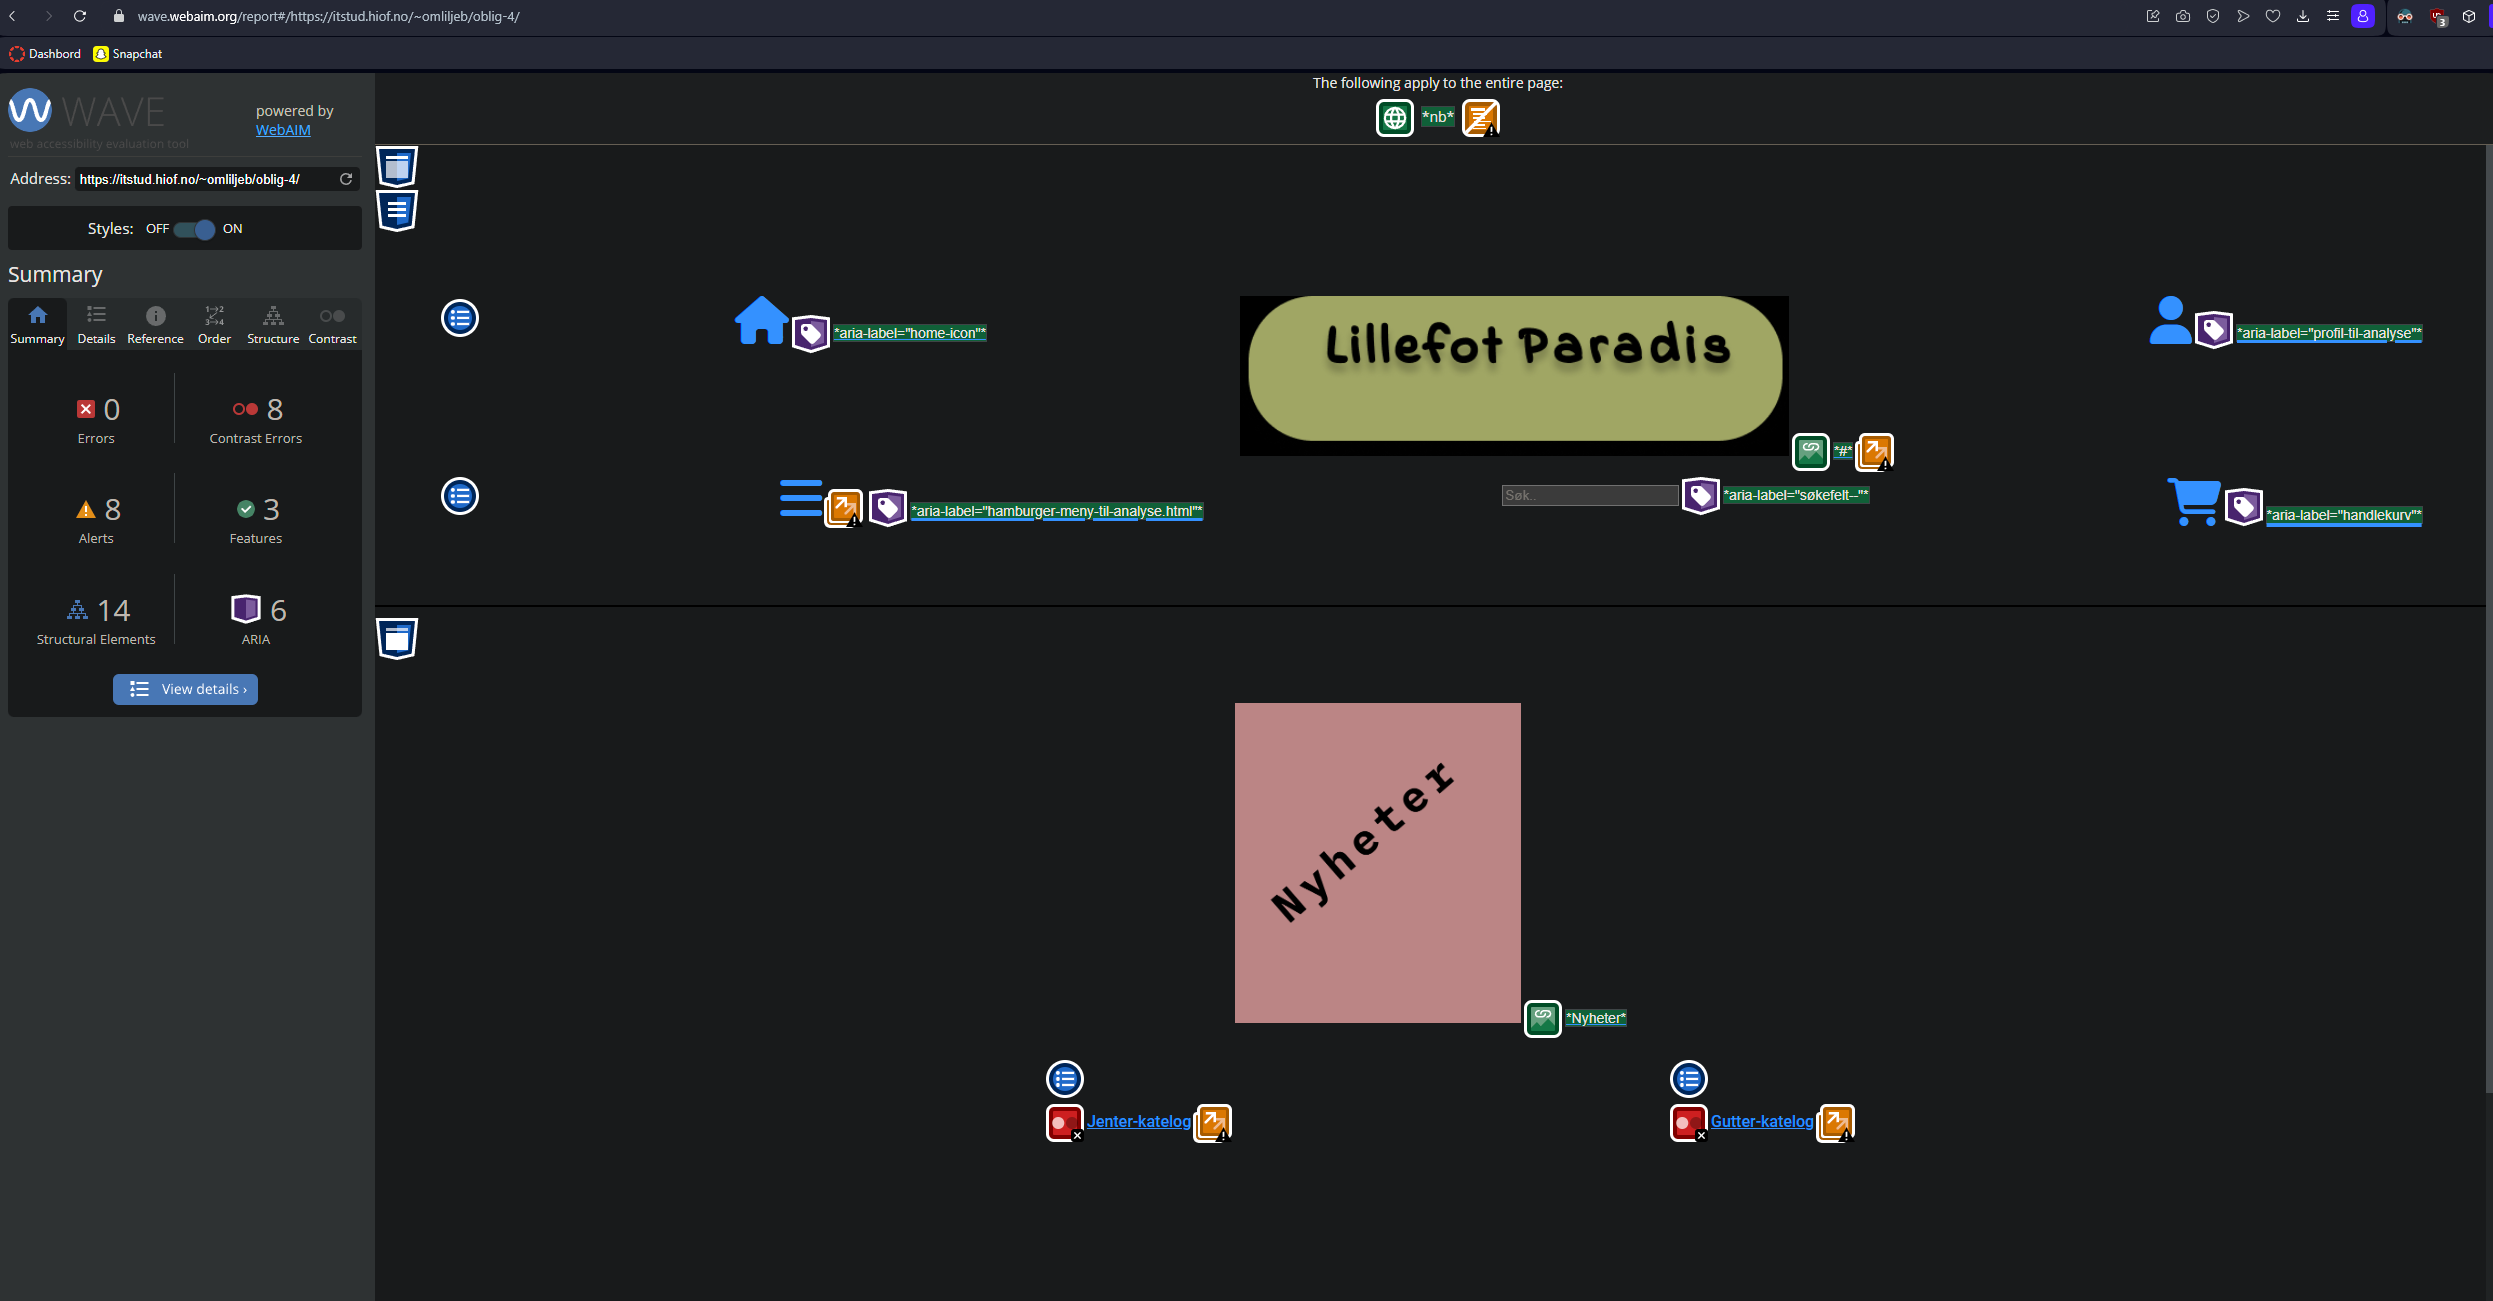 wave.webaim.org/report#/https://itstud.hiof.no/~omliljeb/oblig-4/
3
Dashbord Snapchat
WAVE
web accessibility evaluation tool
powered by
WebAIM
Address: https://itstud.hiof.no/~omliljeb/oblig-4/
Styles: OFF ON
Summary
Summary Details Reference Order Structure Contrast
0
Errors
8
Contrast Errors
8
Alerts
3
Features
14
Structural Elements
6
ARIA
View details ›
The following apply to the entire page:
*nb*
*aria-label="home-icon"*
Lillefot Paradis
*#*
*aria-label="profil-til-analyse"*
*aria-label="hamburger-meny-til-analyse.html"*
Søk..
*aria-label="søkefelt--"*
*aria-label="handlekurv"*
Nyheter
*Nyheter*
Jenter-katelog
Gutter-katelog